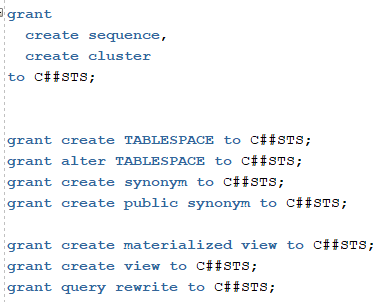 grant
create sequence,
create cluster
to C##STS;
grant create TABLESPACE to C##STS;
grant alter TABLESPACE to C##STS;
grant create synonym to C##STS;
grant create public synonym to C##STS;
grant create materialized view to C##STS;
grant create view to C##STS;
grant query rewrite to C##STS;